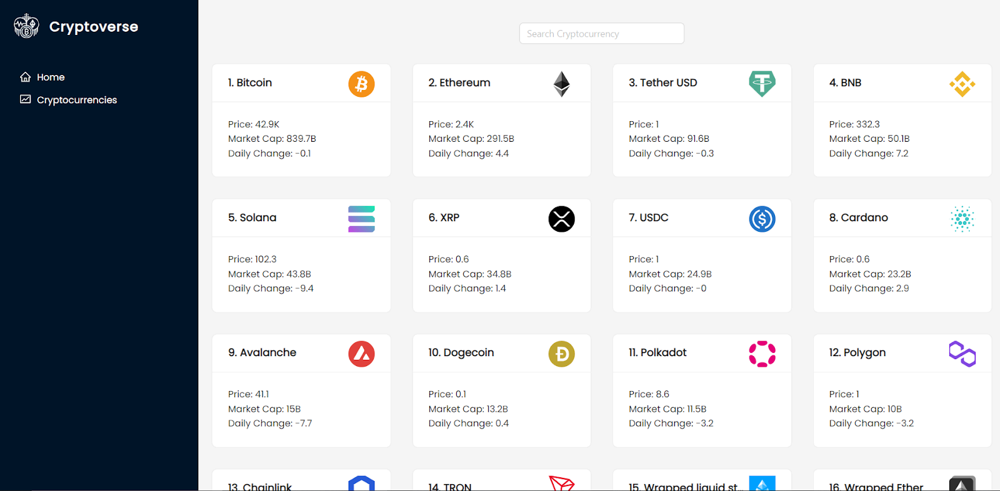 Cryptoverse
Home
Cryptocurrencies
Search Cryptocurrency
1. Bitcoin
Price: 42.9K
Market Cap: 839.7B
Daily Change: -0.1
2. Ethereum
Price: 2.4K
Market Cap: 291.5B
Daily Change: 4.4
3. Tether USD
Price: 1
Market Cap: 91.6B
Daily Change: -0.3
4. BNB
Price: 332.3
Market Cap: 50.1B
Daily Change: 7.2
5. Solana
Price: 102.3
Market Cap: 43.8B
Daily Change: -9.4
6. XRP
Price: 0.6
Market Cap: 34.8B
Daily Change: 1.4
7. USDC
Price: 1
Market Cap: 24.9B
Daily Change: -0
8. Cardano
Price: 0.6
Market Cap: 23.2B
Daily Change: 2.9
9. Avalanche
Price: 41.1
Market Cap: 15B
Daily Change: -7.7
10. Dogecoin
Price: 0.1
Market Cap: 13.2B
Daily Change: 0.4
11. Polkadot
Price: 8.6
Market Cap: 11.5B
Daily Change: -3.2
12. Polygon
Price: 1
Market Cap: 10B
Daily Change: -3.2
13. Chainlink
14. TRON
15. Wrapped liquid st...
16. Wrapped Ether